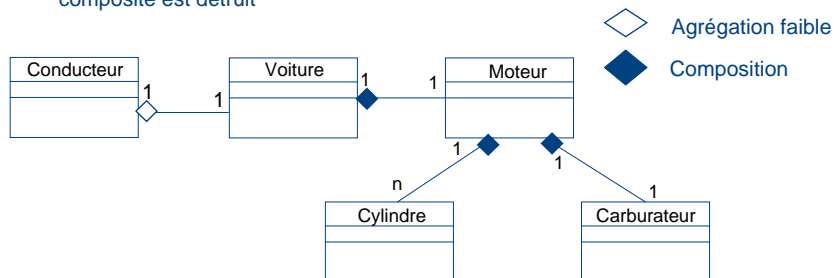 composite est détruit
Agrégation faible
Composition
Conducteur
Voiture
Moteur
1
1
1
1
1
1
n
1
Cylindre
Carburateur